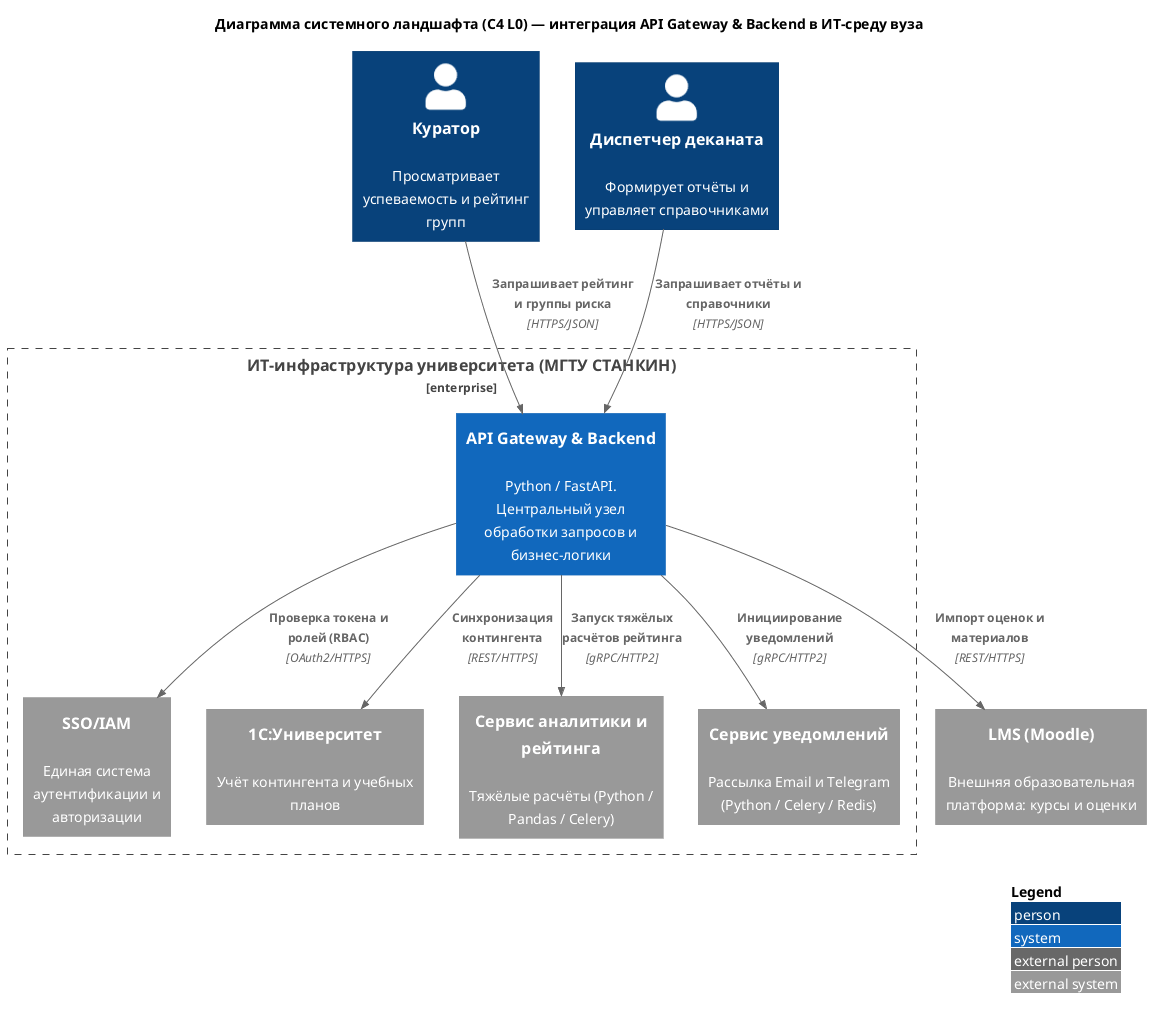 Диаграмма системного ландшафта (C4 L0) — интеграция API Gateway & Backend в ИТ-среду вуза
Куратор
Просматривает
успеваемость и рейтинг
групп
Диспетчер деканата
Формирует отчёты и
управляет справочниками
Запрашивает рейтинг
и группы риска
[HTTPS/JSON]
Запрашивает отчёты и
справочники
[HTTPS/JSON]
ИТ-инфраструктура университета (МГТУ СТАНКИН)
[enterprise]
API Gateway & Backend
Python / FastAPI.
Центральный узел
обработки запросов и
бизнес-логики
Проверка токена и
ролей (RBAC)
[OAuth2/HTTPS]
Синхронизация
контингента
[REST/HTTPS]
Запуск тяжёлых
расчётов рейтинга
[gRPC/HTTP2]
Инициирование
уведомлений
[gRPC/HTTP2]
Импорт оценок и
материалов
[REST/HTTPS]
SSO/IAM
Единая система
аутентификации и
авторизации
1С:Университет
Учёт контингента и учебных
планов
Сервис аналитики и
рейтинга
Тяжёлые расчёты (Python /
Pandas / Celery)
Сервис уведомлений
Рассылка Email и Telegram
(Python / Celery / Redis)
LMS (Moodle)
Внешняя образовательная
платформа: курсы и оценки
Legend
person
system
external person
external system